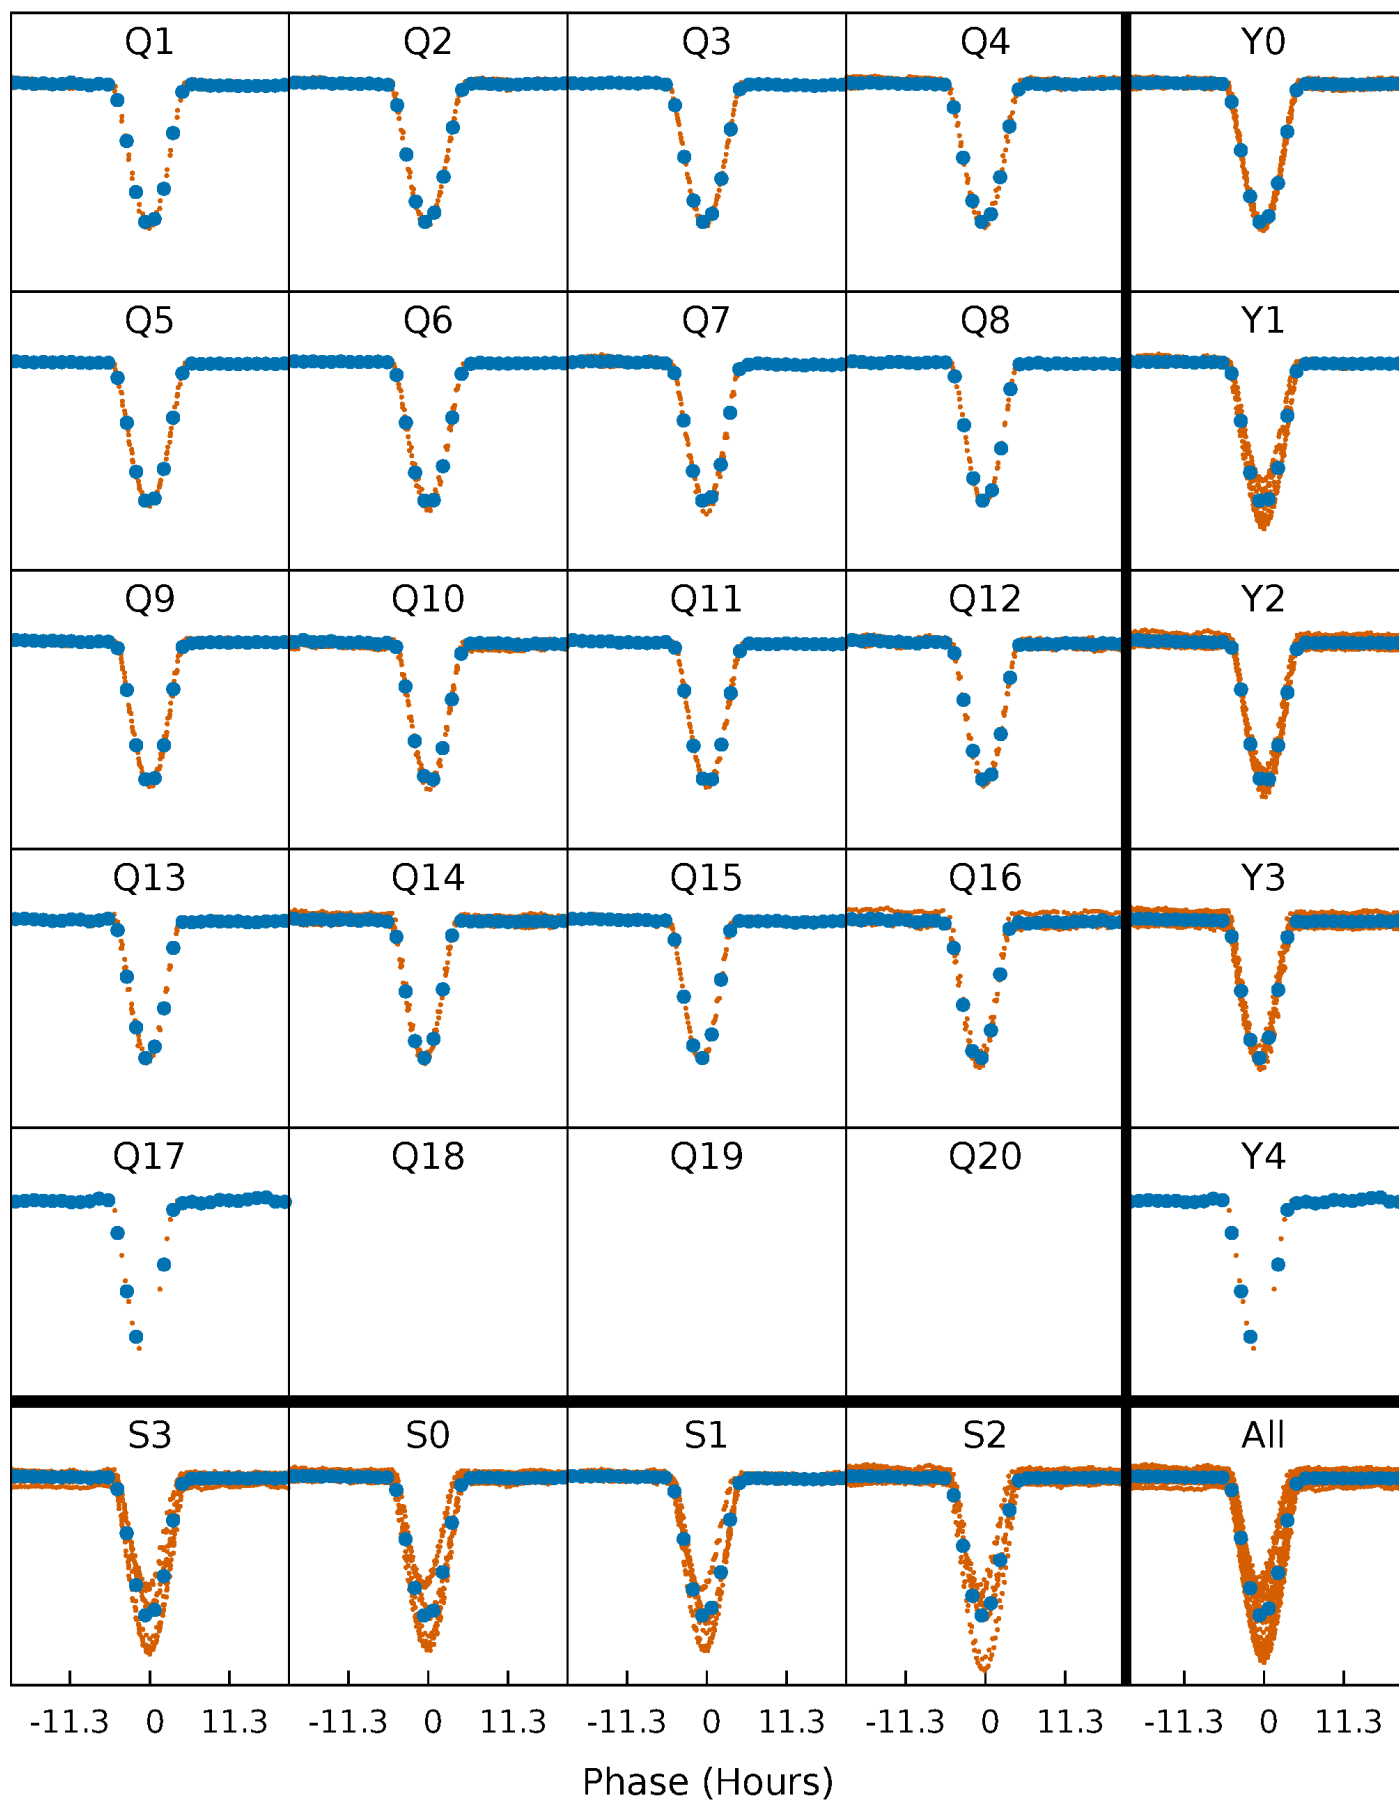 Q1 Q2 Q3 Q4 Y0
Q5 Q6 Q7 Q8 Y1
Q9 Q10 Q11 Q12 Y2
Q13 Q14 Q15 Q16 Y3
Q17 Q18 Q19 Q20 Y4
S3 S0 S1 S2 All
-11.3 0 11.3 -11.3 0 11.3 -11.3 0 11.3 -11.3 0 11.3 -11.3 0 11.3
Phase (Hours)